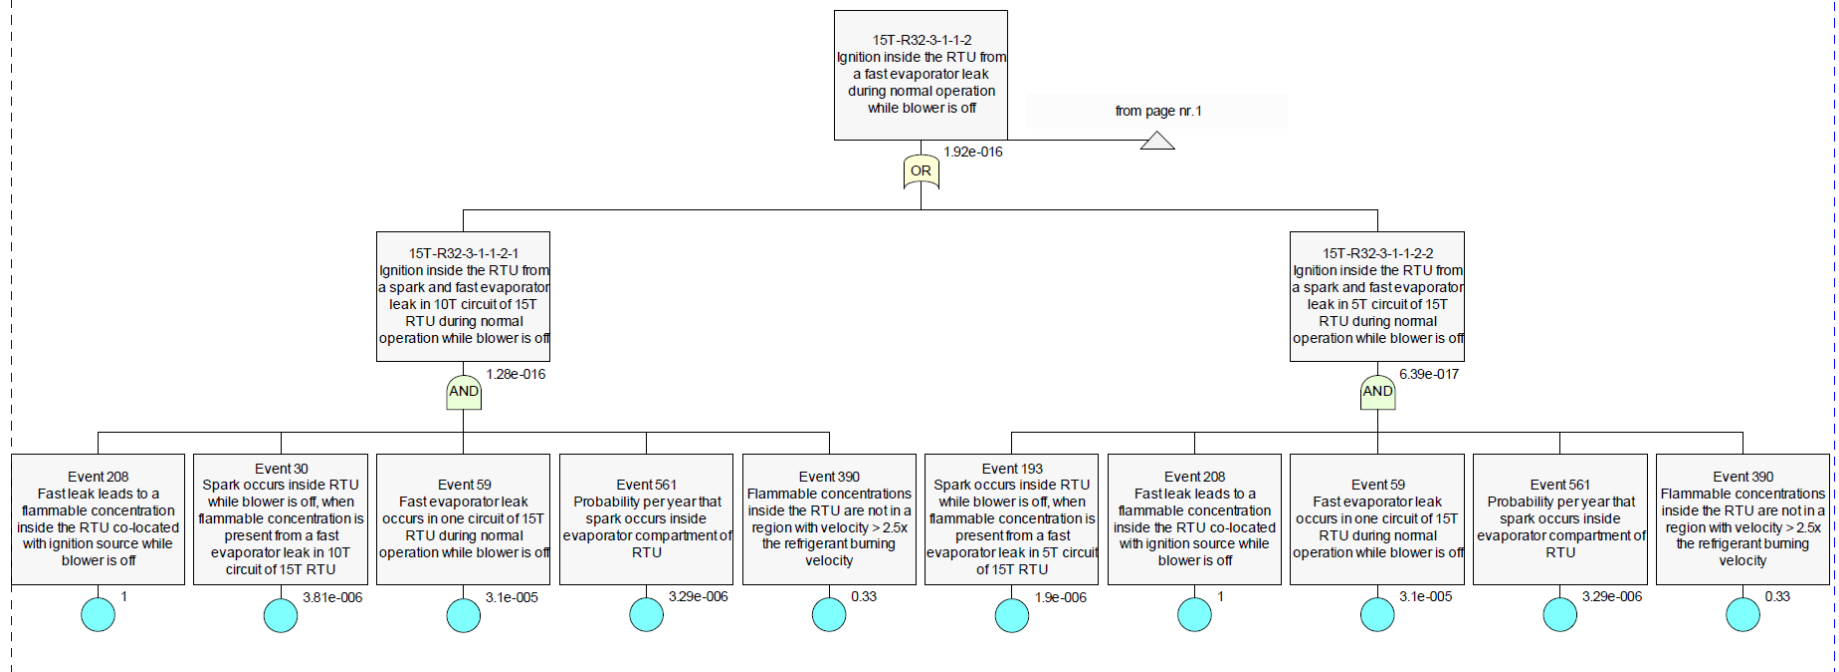 15T-R32-3-1-1-2
Ignition inside the RTU from
a fast evaporator leak
during normal operation
while blower is off
from page nr.1
1.92e-016
OR
15T-R32-3-1-1-2-1
Ignition inside the RTU from
a spark and fast evaporator
leak in 10T circuit of 15T
RTU during normal
operation while blower is off
1.28e-016
AND
15T-R32-3-1-1-2-2
Ignition inside the RTU from
a spark and fast evaporator
leak in 5T circuit of 15T
RTU during normal
operation while blower is off
6.39e-017
AND
Event 208
Fast leak leads to a
flammable concentration
inside the RTU co-located
with ignition source while
blower is off
1
Event 30
Spark occurs inside RTU
while blower is off, when
flammable concentration is
present from a fast
evaporator leak in 10T
circuit of 15T RTU
3.81e-006
Event 59
Fast evaporator leak
occurs in one circuit of 15T
RTU during normal
operation while blower is off
3.1e-005
Event 561
Probability per year that
spark occurs inside
evaporator compartment of
RTU
3.29e-006
Event 390
Flammable concentrations
inside the RTU are not in a
region with velocity > 2.5x
the refrigerant burning
velocity
0.33
Event 193
Spark occurs inside RTU
while blower is off, when
flammable concentration is
present from a fast
evaporator leak in 5T circuit
of 15T RTU
1.9e-006
Event 208
Fast leak leads to a
flammable concentration
inside the RTU co-located
with ignition source while
blower is off
1
Event 59
Fast evaporator leak
occurs in one circuit of 15T
RTU during normal
operation while blower is off
3.1e-005
Event 561
Probability per year that
spark occurs inside
evaporator compartment of
RTU
3.29e-006
Event 390
Flammable concentrations
inside the RTU are not in a
region with velocity > 2.5x
the refrigerant burning
velocity
0.33